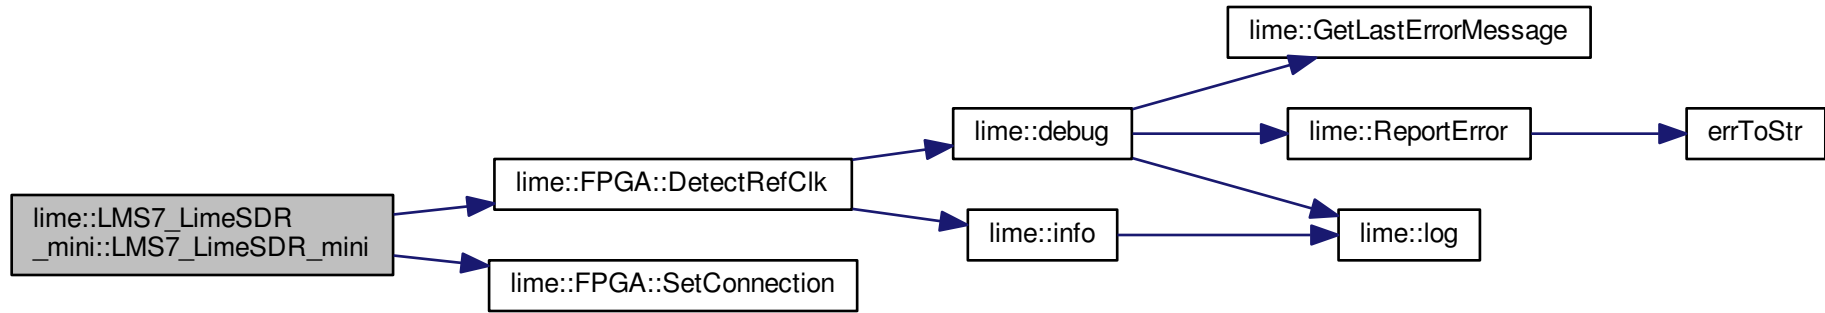 lime::GetLastErrorMessage
lime::debug
lime::ReportError
errToStr
lime::FPGA::DetectRefClk
lime::LMS7_LimeSDR
_mini::LMS7_LimeSDR_mini
lime::info
lime::log
lime::FPGA::SetConnection